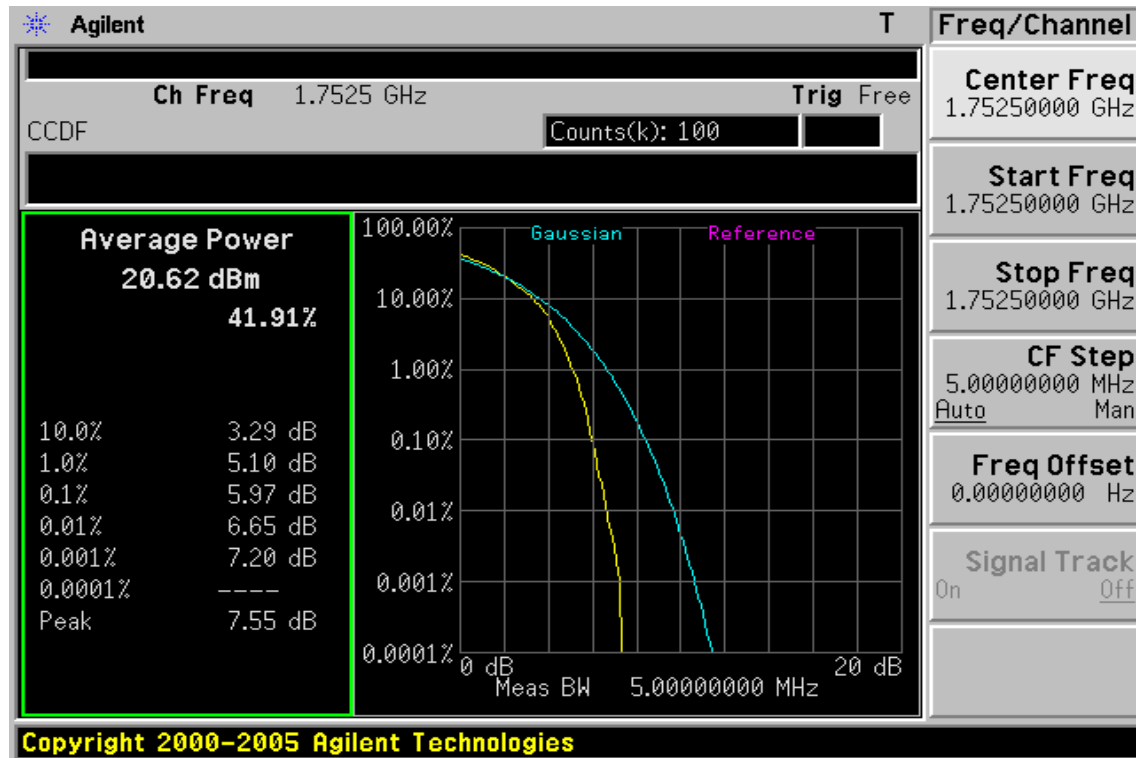 Agilent
T
Freq/Channel
Ch Freq 1.7525 GHz
Trig Free
CCDF
Counts(k): 100
Average Power
20.62 dBm
41.91%
10.0% 3.29 dB
1.0% 5.10 dB
0.1% 5.97 dB
0.01% 6.65 dB
0.001% 7.20 dB
0.0001% ----
Peak 7.55 dB
Gaussian
Reference
100.00%
10.00%
1.00%
0.10%
0.01%
0.001%
0.0001%
0 dB
20 dB
Meas BW 5.00000000 MHz
Center Freq
1.75250000 GHz
Start Freq
1.75250000 GHz
Stop Freq
1.75250000 GHz
CF Step
5.00000000 MHz
Auto Man
Freq Offset
0.00000000 Hz
Signal Track
On Off
Copyright 2000-2005 Agilent Technologies